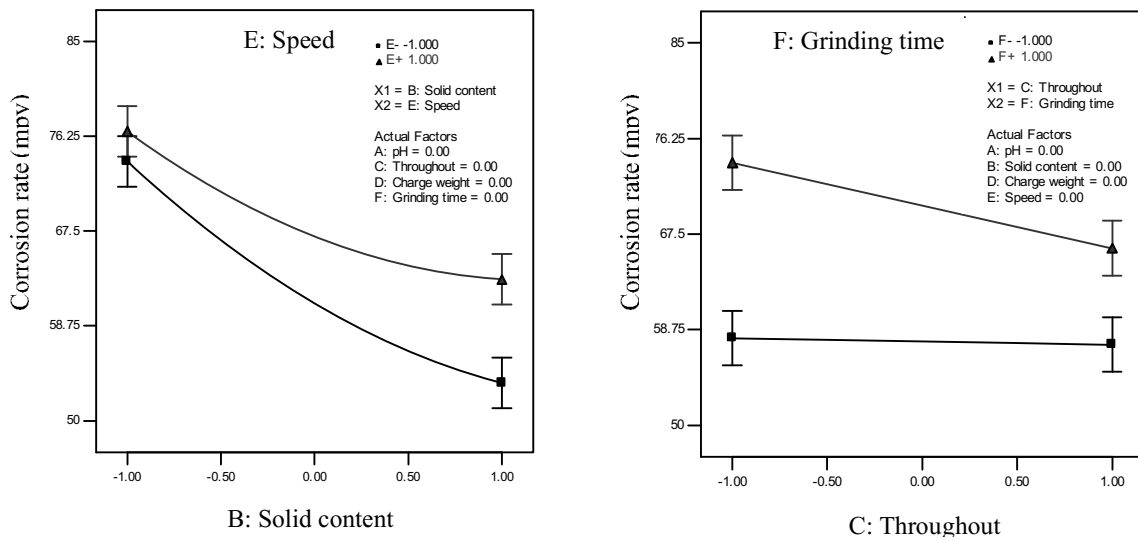 E: Speed
E- -1.000
E+ 1.000
X1 = B: Solid content
X2 = E: Speed
Actual Factors
A: pH = 0.00
C: Throughout = 0.00
D: Charge weight = 0.00
F: Grinding time = 0.00
Corrosion rate (mpy)
85
76.25
67.5
58.75
50
-1.00 -0.50 0.00 0.50 1.00
B: Solid content
F: Grinding time
F- -1.000
F+ 1.000
X1 = C: Throughout
X2 = F: Grinding time
Actual Factors
A: pH = 0.00
B: Solid content = 0.00
D: Charge weight = 0.00
E: Speed = 0.00
Corrosion rate (mpy)
85
76.25
67.5
58.75
50
-1.00 -0.50 0.00 0.50 1.00
C: Throughout